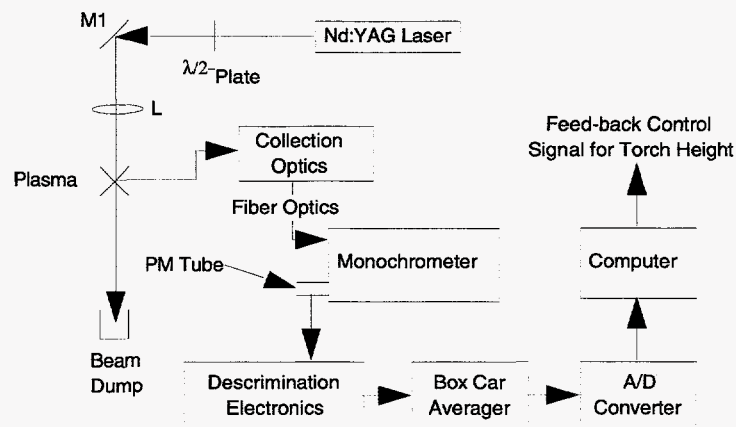 M1
Nd:YAG Laser
λ/2-Plate
L
Collection
Optics
Feed-back Control
Signal for Torch Height
Plasma
Fiber Optics
PM Tube
Monochrometer
Computer
Beam
Dump
Descrimination
Electronics
Box Car
Averager
A/D
Converter